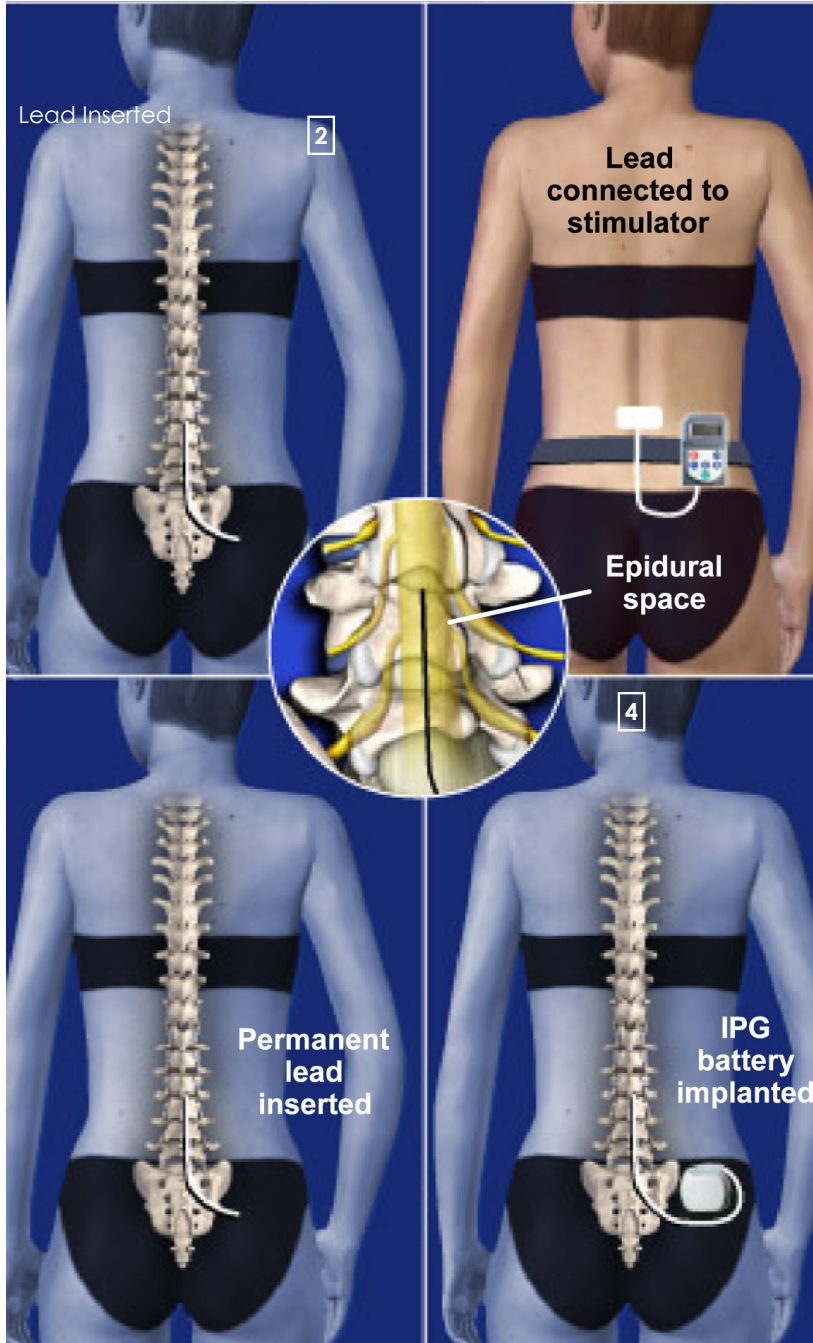 Lead Inserted
2
Lead
connected to
stimulator
Epidural
space
Permanent
lead
inserted
4
IPG
battery
implanted